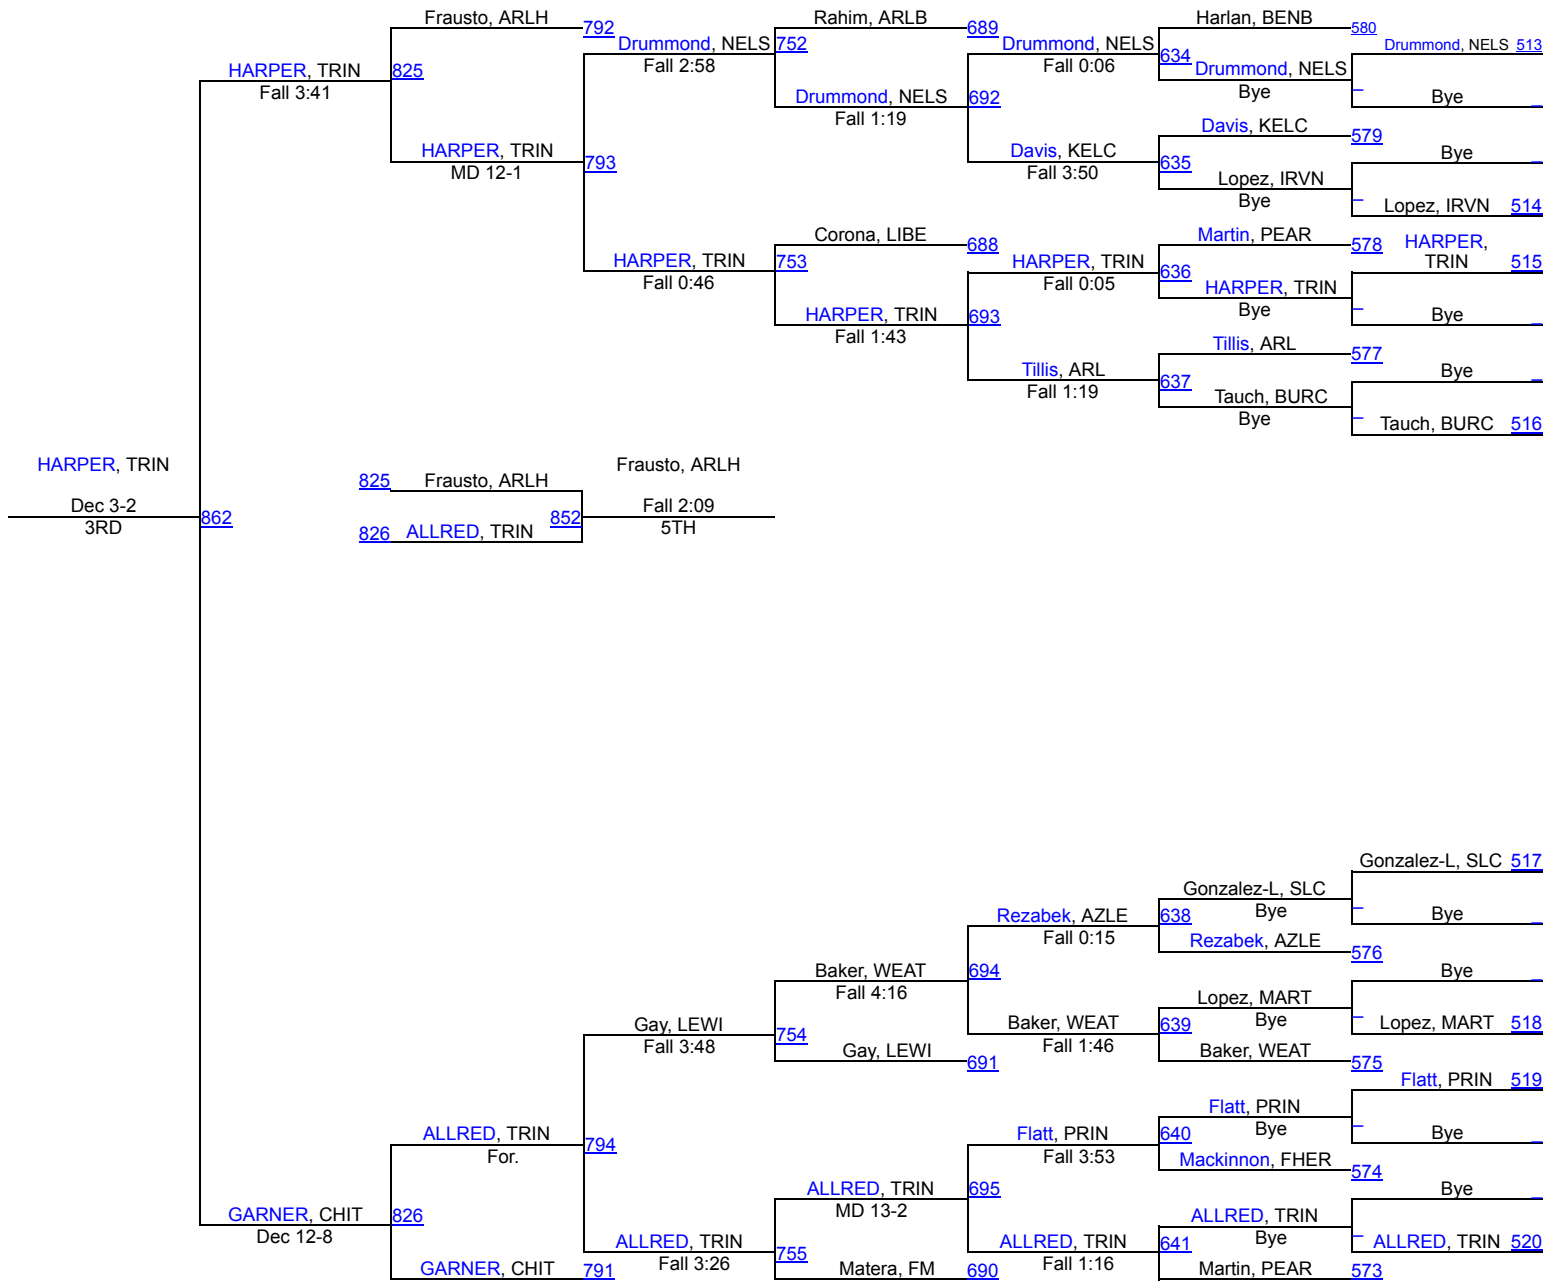 Frausto, ARLH 792 Rahim, ARLB 689 Harlan, BENB 580
Drummond, NELS 752 Drummond, NELS 634 Drummond, NELS 513
Fall 2:58 Fall 0:06
HARPER, TRIN 825 Drummond, NELS
Fall 3:41 Bye
Drummond, NELS 692 _ Bye _
Fall 1:19
Davis, KELC 579
HARPER, TRIN 793 Davis, KELC 635 Bye _
MD 12-1 Fall 3:50
Lopez, IRVN
Bye _ Lopez, IRVN 514
Corona, LIBE 688 Martin, PEAR 578 HARPER,
TRIN 515
HARPER, TRIN 753 HARPER, TRIN 636
Fall 0:46 Fall 0:05
HARPER, TRIN
Bye
HARPER, TRIN 693 _ Bye _
Fall 1:43
Tillis, ARL 577
Tillis, ARL 637 Bye _
Fall 1:19
Tauch, BURC
Bye _ Tauch, BURC 516
HARPER, TRIN Frausto, ARLH
825 Frausto, ARLH
Dec 3-2 862 852 Fall 2:09
3RD 5TH
826 ALLRED, TRIN
Gonzalez-L, SLC 517
Gonzalez-L, SLC
Rezabek, AZLE 638 Bye _ Bye _
Fall 0:15
Rezabek, AZLE 576
Baker, WEAT 694 Bye _
Fall 4:16
Lopez, MART
Gay, LEWI 754 Baker, WEAT 639 Bye _ Lopez, MART 518
Fall 3:48 Fall 1:46
Gay, LEWI 691 Baker, WEAT 575
Flatt, PRIN 519
Flatt, PRIN
ALLRED, TRIN 794 Flatt, PRIN 640 Bye _ Bye _
For. Fall 3:53
Mackinnon, FHER 574
ALLRED, TRIN 695 Bye _
MD 13-2
GARNER, CHIT 826 ALLRED, TRIN
Dec 12-8 Bye _
ALLRED, TRIN 755 ALLRED, TRIN 641 ALLRED, TRIN 520
Fall 3:26 Fall 1:16
GARNER, CHIT 791 Matera, FM 690 Martin, PEAR 573